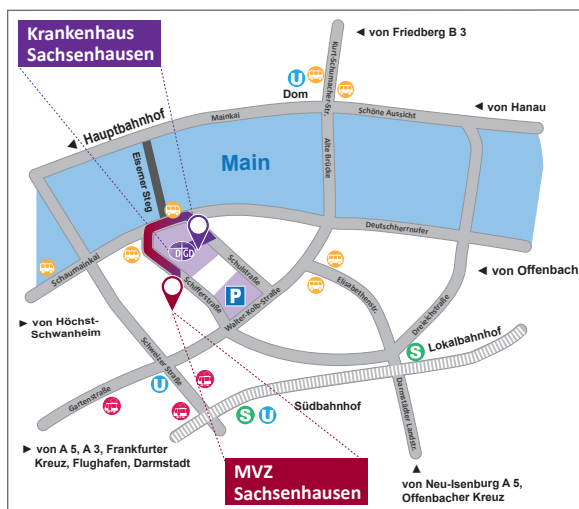 Krankenhaus
Sachsenhausen
von Friedberg B 3
Kurt-Schumacher-Str.
U
Dom
von Hanau
Schöne Aussicht
Mainkai
Hauptbahnhof
Eiserner Steg
Main
Alte Brücke
Deutschherrnufer
von Offenbach
Schaumainkai
D GD
Schulstraße
Schifferstraße
P
Walter-Kolb-Straße
Elisabethenstr.
Dreieichstraße
von Höchst-
Schwanheim
Schweizer Straße
S
Lokalbahnhof
U
Gartenstraße
S
U
Südbahnhof
Darmstädter Landstr.
von A 5, A 3, Frankfurter
Kreuz, Flughafen, Darmstadt
MVZ
Sachsenhausen
von Neu-Isenburg A 5,
Offenbacher Kreuz